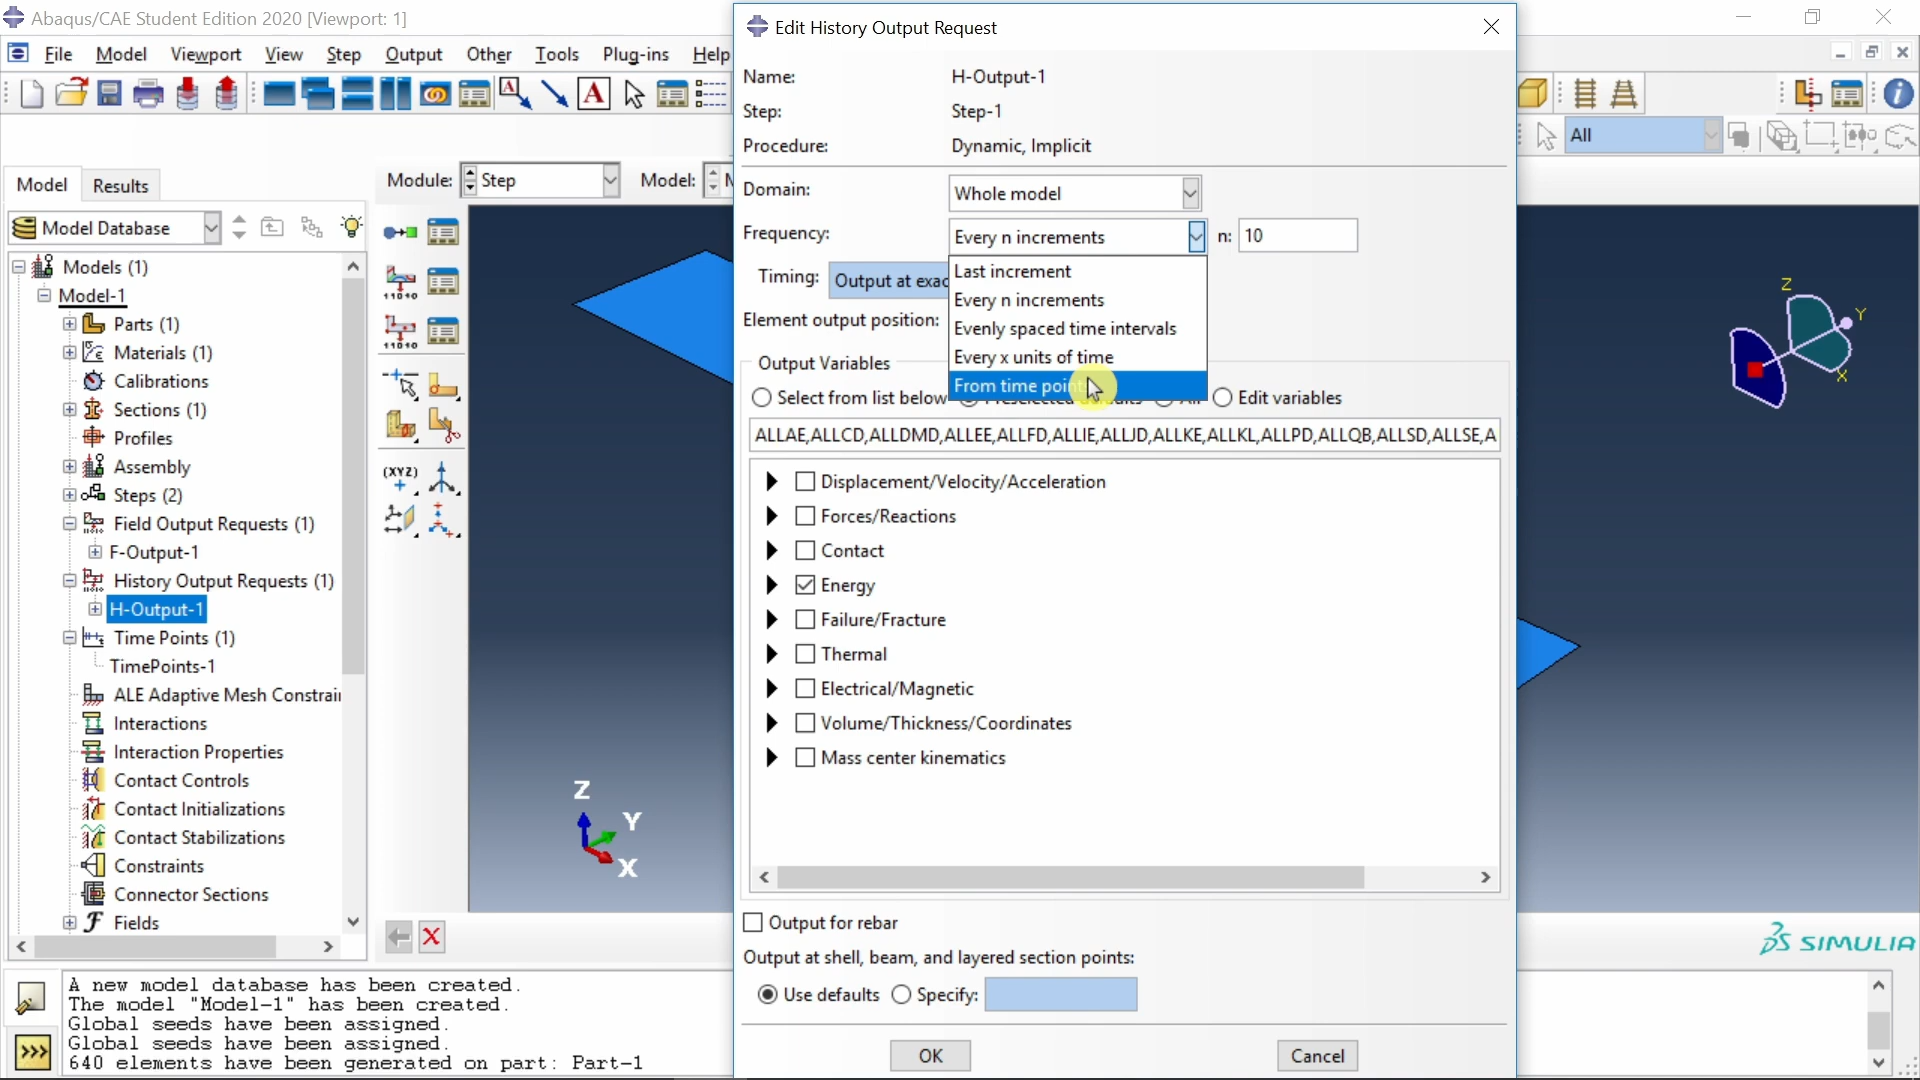 Abaqus/CAE Student Edition 2020 [Viewport: 1]
File Model Viewport View Step Output Other Tools Plug-ins Help
Model Results
Module: Step Model:
Model Database
Models (1)
Model-1
Parts (1)
Materials (1)
Calibrations
Sections (1)
Profiles
Assembly
Steps (2)
Field Output Requests (1)
F-Output-1
History Output Requests (1)
H-Output-1
Time Points (1)
TimePoints-1
ALE Adaptive Mesh Constrai
Interactions
Interaction Properties
Contact Controls
Contact Initializations
Contact Stabilizations
Constraints
Connector Sections
Fields
(XYZ)
Z
Y
X
Edit History Output Request
Name: H-Output-1
Step: Step-1
Procedure: Dynamic, Implicit
Domain: Whole model
Frequency: Every n increments n: 10
Timing: Output at exac
Last increment
Every n increments
Evenly spaced time intervals
Every x units of time
From time point
Element output position:
Output Variables
Select from list below Edit variables
ALLAE,ALLCD,ALLDMD,ALLEE,ALLFD,ALLIE,ALLJD,ALLKE,ALLKL,ALLPD,ALLQB,ALLSD,ALLSE,A
Displacement/Velocity/Acceleration
Forces/Reactions
Contact
Energy
Failure/Fracture
Thermal
Electrical/Magnetic
Volume/Thickness/Coordinates
Mass center kinematics
Output for rebar
Output at shell, beam, and layered section points:
Use defaults Specify:
OK Cancel
All
Z
Y
X
SIMULIA
A new model database has been created.
The model "Model-1" has been created.
Global seeds have been assigned.
Global seeds have been assigned.
640 elements have been generated on part: Part-1